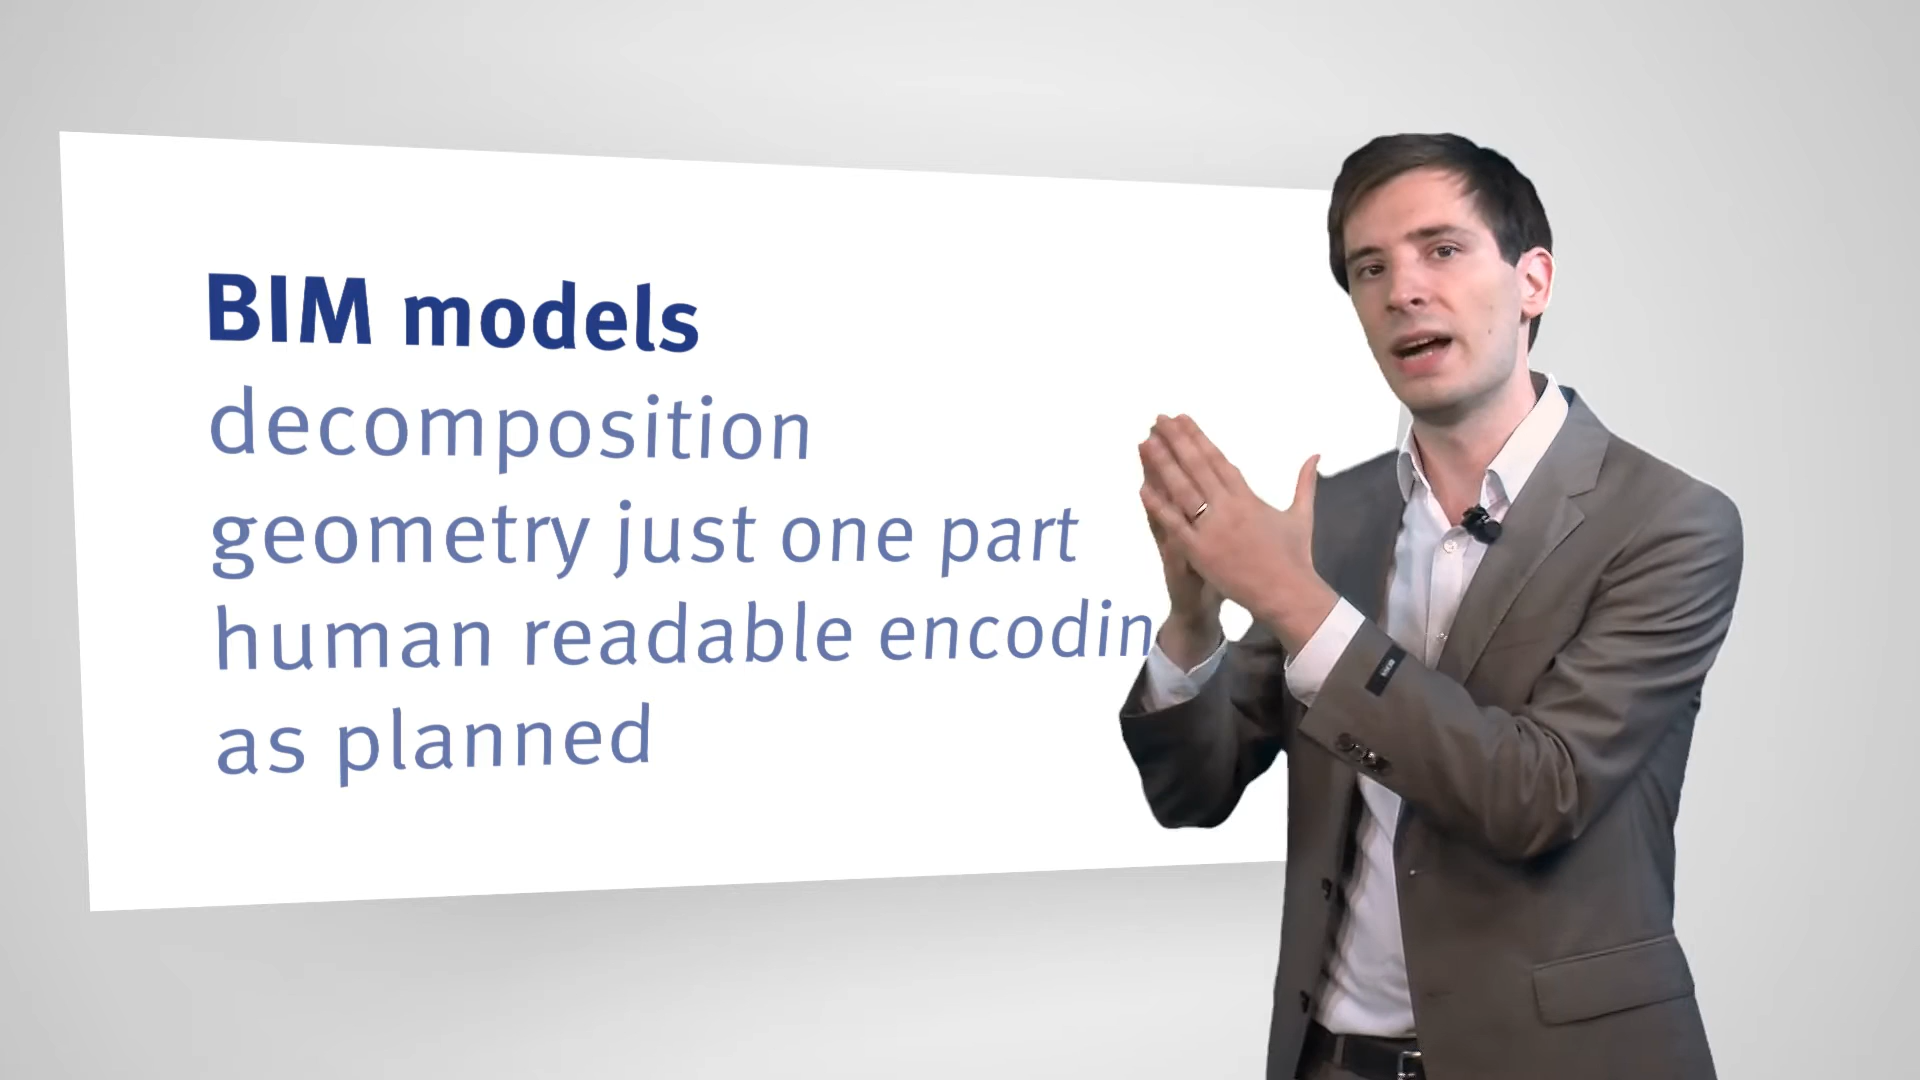 BIM models
decomposition
geometry just one part
human readable encodin
as planned